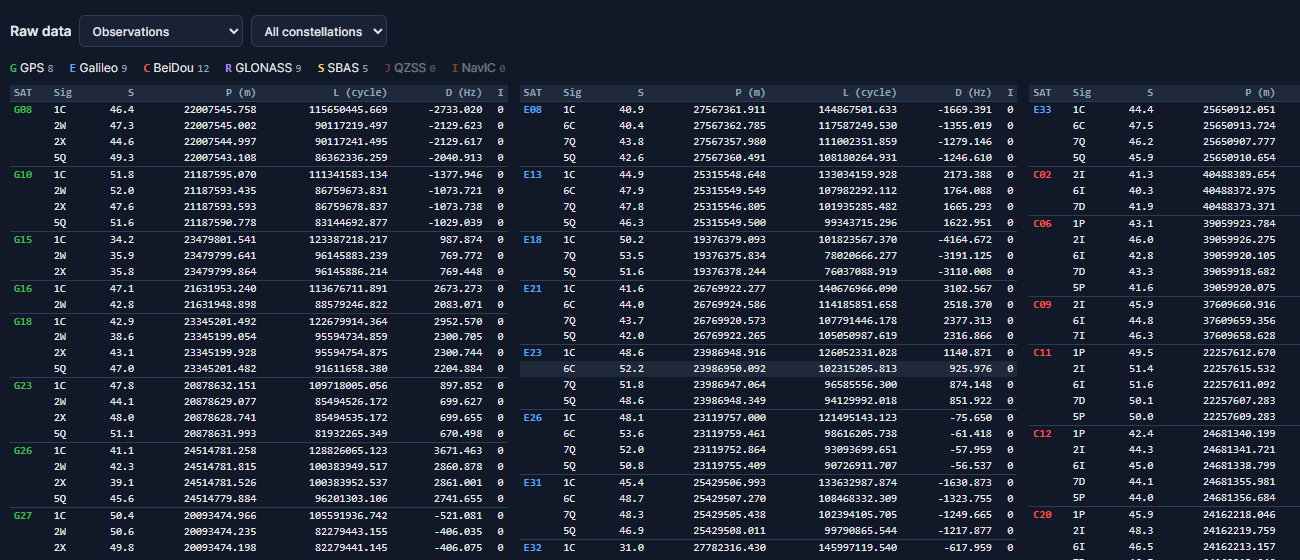 Raw data Observations All constellations
G GPS 8 E Galileo 9 C BeiDou 12 R GLONASS 9 S SBAS 5 J QZSS 0 I NavIC 0
SAT Sig S P (m) L (cycle) D (Hz) I
G08 1C 46.4 22007545.758 115650445.669 -2733.020 0
2W 47.3 22007545.002 90117219.497 -2129.623 0
2X 44.6 22007544.997 90117241.495 -2129.617 0
5Q 49.3 22007543.108 86362336.259 -2040.913 0
G10 1C 51.8 21187595.070 111341583.134 -1377.946 0
2W 52.0 21187593.435 86759673.831 -1073.721 0
2X 47.6 21187593.593 86759678.837 -1073.738 0
5Q 51.6 21187590.778 83144692.877 -1029.039 0
G15 1C 34.2 23479801.541 123387218.217 987.874 0
2W 35.9 23479799.641 96145883.239 769.772 0
2X 35.8 23479799.864 96145886.214 769.448 0
G16 1C 47.1 21631953.240 113676711.891 2673.273 0
2W 42.8 21631948.898 88579246.822 2083.071 0
G18 1C 42.9 23345201.492 122679914.364 2952.570 0
2W 38.6 23345199.054 95594734.859 2300.705 0
2X 43.1 23345199.928 95594754.875 2300.744 0
5Q 47.0 23345201.482 91611658.380 2204.884 0
G23 1C 47.8 20878632.151 109718005.056 897.852 0
2W 44.1 20878629.077 85494526.172 699.627 0
2X 48.0 20878628.741 85494535.172 699.655 0
5Q 51.1 20878631.993 81932265.349 670.498 0
G26 1C 41.1 24514781.258 128826065.123 3671.463 0
2W 42.3 24514781.815 100383949.517 2860.878 0
2X 39.1 24514781.526 100383952.537 2861.001 0
5Q 45.6 24514779.884 96201303.106 2741.655 0
G27 1C 50.4 20093474.966 105591936.742 -521.081 0
2W 50.6 20093474.235 82279443.155 -406.035 0
2X 49.8 20093474.198 82279441.145 -406.075 0
SAT Sig S P (m) L (cycle) D (Hz) I
E08 1C 40.9 27567361.911 144867501.633 -1669.391 0
6C 40.4 27567362.785 117587249.530 -1355.019 0
7Q 43.8 27567357.980 111002351.859 -1279.146 0
5Q 42.6 27567360.491 108180264.931 -1246.610 0
E13 1C 44.9 25315548.648 133034159.928 2173.388 0
6C 47.9 25315549.549 107982292.112 1764.088 0
7Q 47.8 25315546.805 101935285.482 1665.293 0
5Q 46.3 25315549.500 99343715.296 1622.951 0
E18 1C 50.2 19376379.093 101823567.370 -4164.672 0
7Q 53.5 19376375.834 78020666.277 -3191.125 0
5Q 51.6 19376378.244 76037088.919 -3110.008 0
E21 1C 41.6 26769922.277 140676966.090 3102.567 0
6C 44.0 26769924.586 114185851.658 2518.370 0
7Q 43.7 26769920.573 107791446.178 2377.313 0
5Q 42.0 26769922.265 105050987.619 2316.866 0
E23 1C 48.6 23986948.916 126052331.028 1140.871 0
6C 52.2 23986950.092 102315205.813 925.976 0
7Q 51.8 23986947.064 96585556.300 874.148 0
5Q 48.6 23986948.349 94129992.018 851.922 0
E26 1C 48.1 23119757.000 121495143.123 -75.650 0
6C 53.6 23119759.461 98616205.738 -61.418 0
7Q 52.0 23119752.864 93093699.651 -57.959 0
5Q 50.8 23119755.409 90726911.707 -56.537 0
E31 1C 45.4 25429506.993 133632987.874 -1630.873 0
6C 48.7 25429507.270 108468332.309 -1323.755 0
7Q 48.3 25429505.438 102394105.705 -1249.665 0
5Q 46.9 25429508.011 99790865.544 -1217.877 0
E32 1C 31.0 27782316.430 145997119.540 -617.959 0
SAT Sig S P (m)
E33 1C 44.4 25650912.051
6C 47.5 25650913.724
7Q 46.2 25650907.777
5Q 45.9 25650910.654
C02 2I 41.3 40488389.654
6I 40.3 40488372.975
7D 41.9 40488373.371
C06 1P 43.1 39059923.784
2I 46.0 39059926.275
6I 42.8 39059920.105
7D 43.3 39059918.682
5P 41.6 39059920.075
C09 2I 45.9 37609660.916
6I 44.8 37609659.356
7I 46.3 37609658.628
C11 1P 49.5 22257612.670
2I 51.4 22257615.532
6I 51.6 22257611.092
7D 50.1 22257607.283
5P 50.0 22257609.283
C12 1P 42.4 24681340.199
2I 44.3 24681341.721
6I 45.0 24681338.799
7D 44.1 24681355.981
5P 44.0 24681356.684
C20 1P 45.9 24162218.046
2I 48.3 24162219.759
6I 46.5 24162213.157